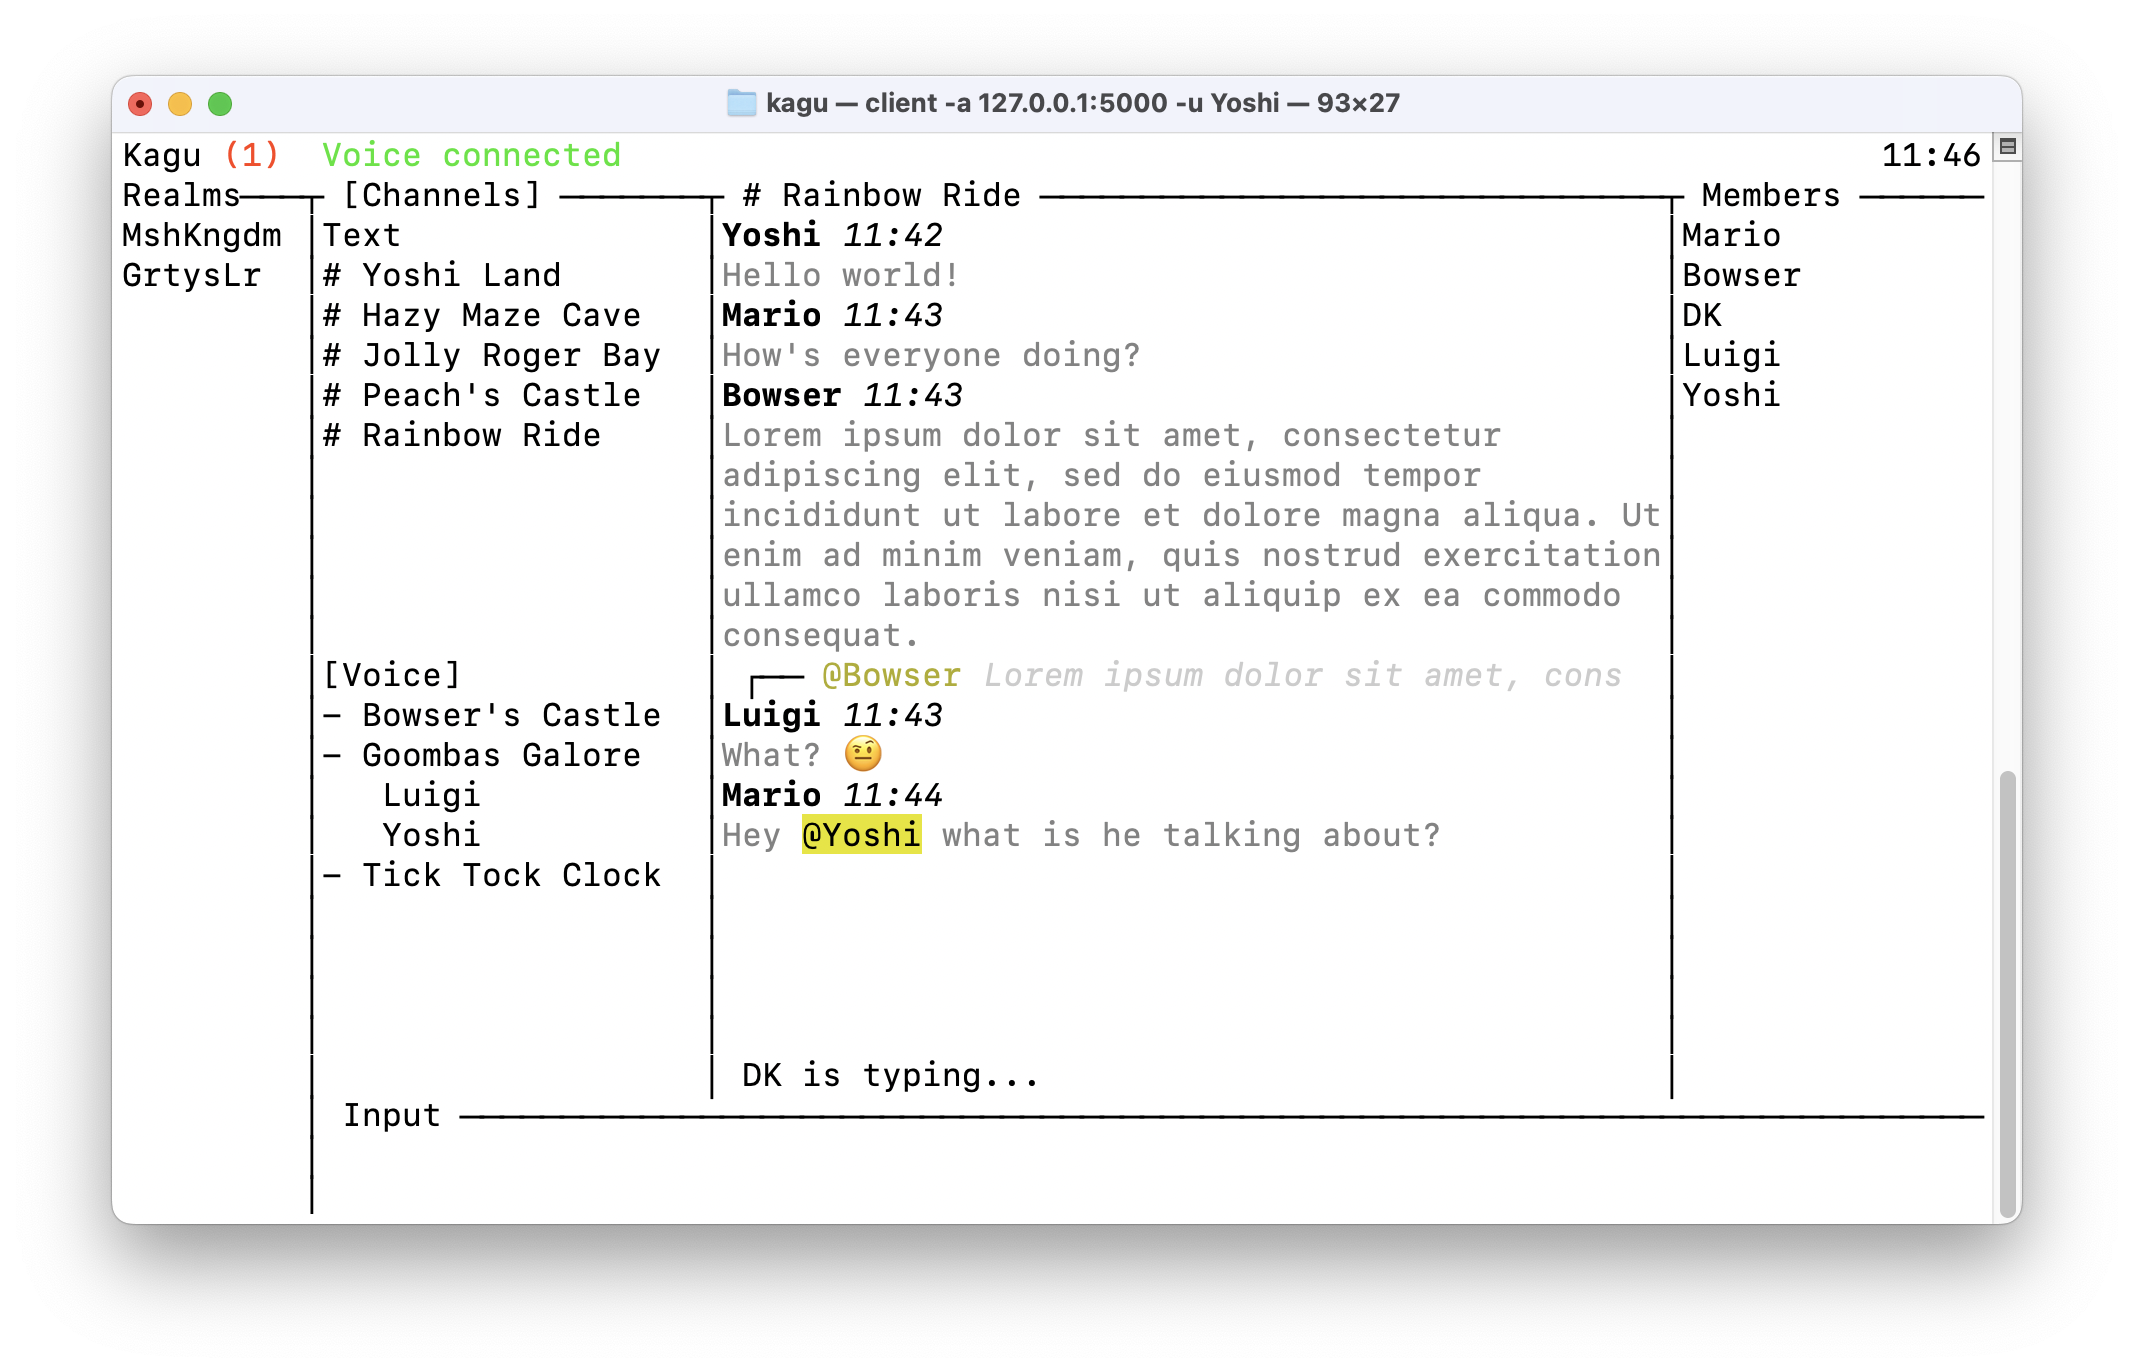 kagu — client -a 127.0.0.1:5000 -u Yoshi — 93×27
Kagu (1) Voice connected 11:46
Realms
MshKngdm
GrtysLr
[Channels]
Text
# Yoshi Land
# Hazy Maze Cave
# Jolly Roger Bay
# Peach's Castle
# Rainbow Ride
[Voice]
– Bowser's Castle
– Goombas Galore
Luigi
Yoshi
– Tick Tock Clock
# Rainbow Ride
Yoshi 11:42
Hello world!
Mario 11:43
How's everyone doing?
Bowser 11:43
Lorem ipsum dolor sit amet, consectetur
adipiscing elit, sed do eiusmod tempor
incididunt ut labore et dolore magna aliqua. Ut
enim ad minim veniam, quis nostrud exercitation
ullamco laboris nisi ut aliquip ex ea commodo
consequat.
@Bowser Lorem ipsum dolor sit amet, cons
Luigi 11:43
What? 🤨
Mario 11:44
Hey @Yoshi what is he talking about?
DK is typing...
Members
Mario
Bowser
DK
Luigi
Yoshi
Input